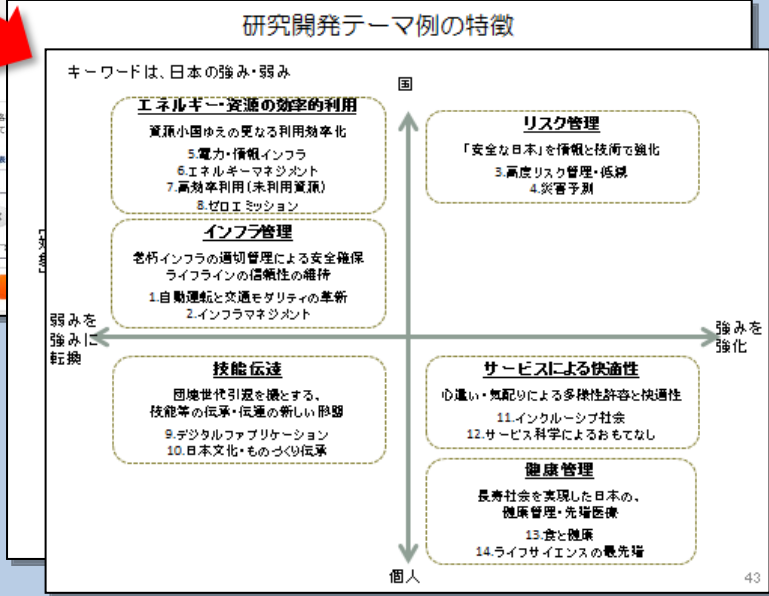 研究開発テーマ例の特徴
キーワードは、日本の強み・弱み
国
エネルギー・資源の効率的利用
資源小国ゆえの更なる利用効率化
5.電力・情報インフラ
6.エネルギーマネジメント
7.高効率利用(未利用資源)
8.ゼロエミッション
リスク管理
「安全な日本」を情報と技術で強化
3.高度リスク管理・低減
4.災害予測
インフラ管理
老朽インフラの適切管理による安全確保
ライフラインの信頼性の維持
1.自動運転と交通モダリティの革新
2.インフラマネジメント
弱みを
強みに
転換
強みを
強化
技能伝達
団塊世代引退を機とする、
技能等の伝承・伝達の新しい形態
9.デジタルファブリケーション
10.日本文化・ものづくり伝承
サービスによる快適性
心遣い・気配りによる多様性許容と快適性
11.インクルーシブ社会
12.サービス科学によるおもてなし
健康管理
長寿社会を実現した日本の、
健康管理・先端医療
13.食と健康
14.ライフサイエンスの最先端
個人
43